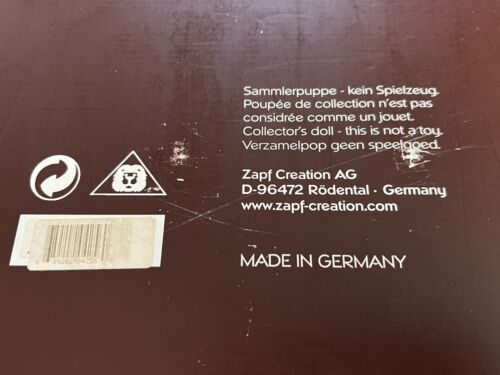 Sammlerpuppe - kein Spielzeug.
Poupée de collection n'est pas
considrée comme un jouet.
Collector's doll - this is not a toy.
Verzamelpop geen speelgoed.
Zapf Creation AG
D-96472 Rödental · Germany
www.zapf-creation.com
MADE IN GERMANY